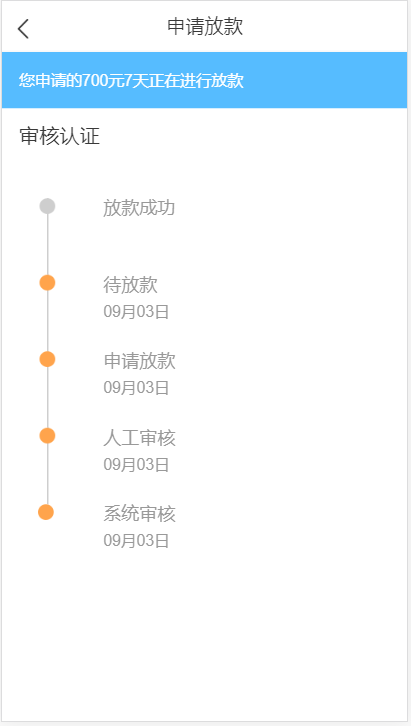 申请放款
您申请的700元7天正在进行放款
审核认证
放款成功
待放款
09月03日
申请放款
09月03日
人工审核
09月03日
系统审核
09月03日